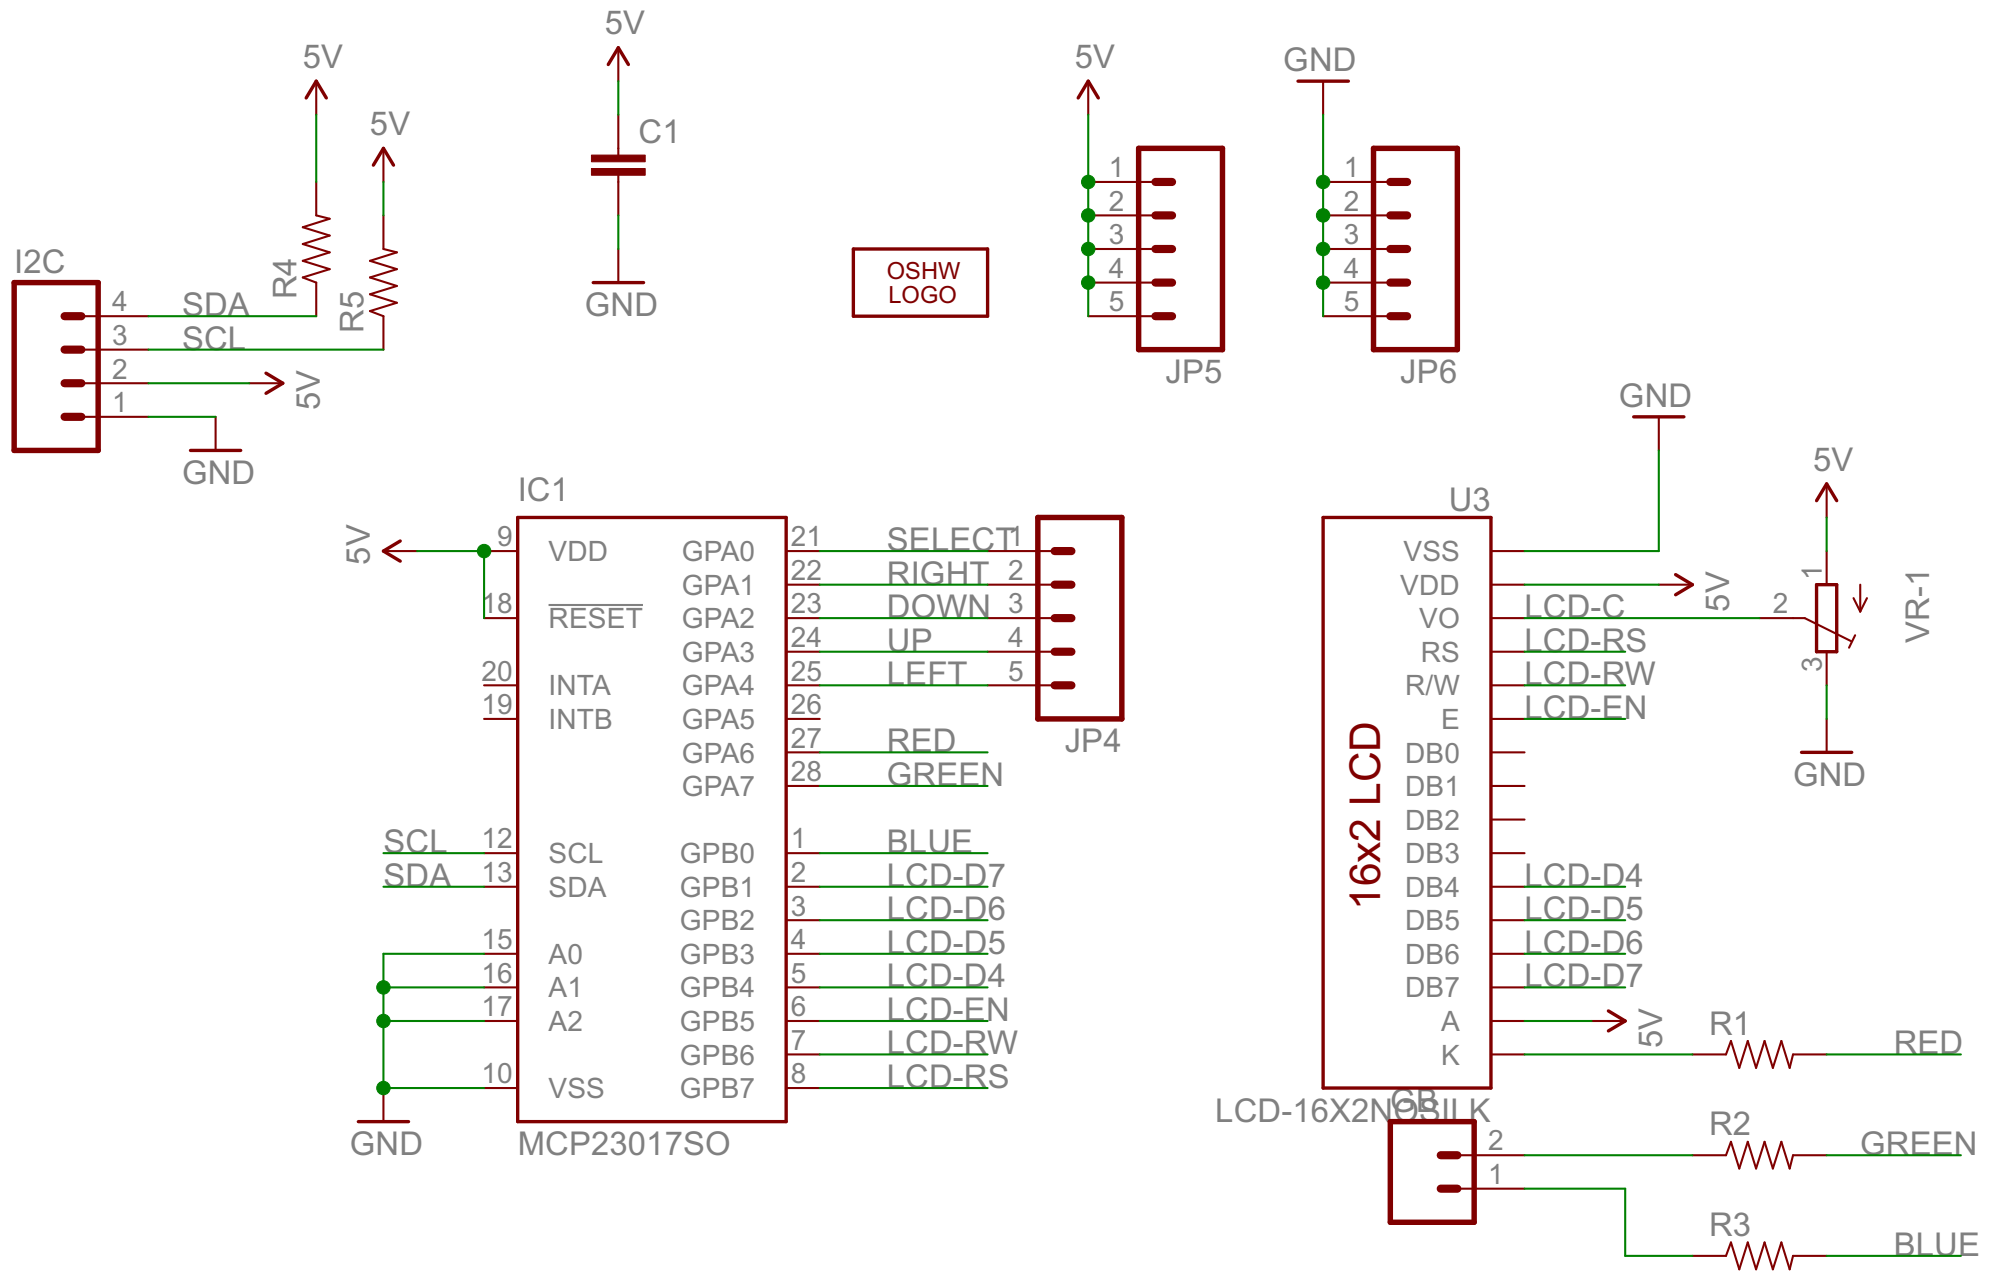 5V
5V
5V
I2C
R4
R5
4 SDA
3 SCL
2
1
5V
GND
C1
GND
OSHW
LOGO
5V
1
2
3
4
5
JP5
GND
1
2
3
4
5
JP6
IC1
5V
9 VDD GPA0 21 SELECT 1
GPA1 22 RIGHT 2
18 RESET GPA2 23 DOWN 3
GPA3 24 UP 4
20 INTA GPA4 25 LEFT 5
19 INTB GPA5 26
GPA6 27 RED
GPA7 28 GREEN
JP4
SCL 12 SCL GPB0 1 BLUE
SDA 13 SDA GPB1 2 LCD-D7
GPB2 3 LCD-D6
15 A0 GPB3 4 LCD-D5
16 A1 GPB4 5 LCD-D4
17 A2 GPB5 6 LCD-EN
GPB6 7 LCD-RW
10 VSS GPB7 8 LCD-RS
GND
MCP23017SO
GND
U3
16x2 LCD
VSS
VDD 5V
VO LCD-C
RS LCD-RS
R/W LCD-RW
E LCD-EN
DB0
DB1
DB2
DB3
DB4 LCD-D4
DB5 LCD-D5
DB6 LCD-D6
DB7 LCD-D7
A 5V
K R1 RED
LCD-16X2NOSILK
5V
1
2
3
VR-1
GND
GB
2 R2 GREEN
1 R3 BLUE